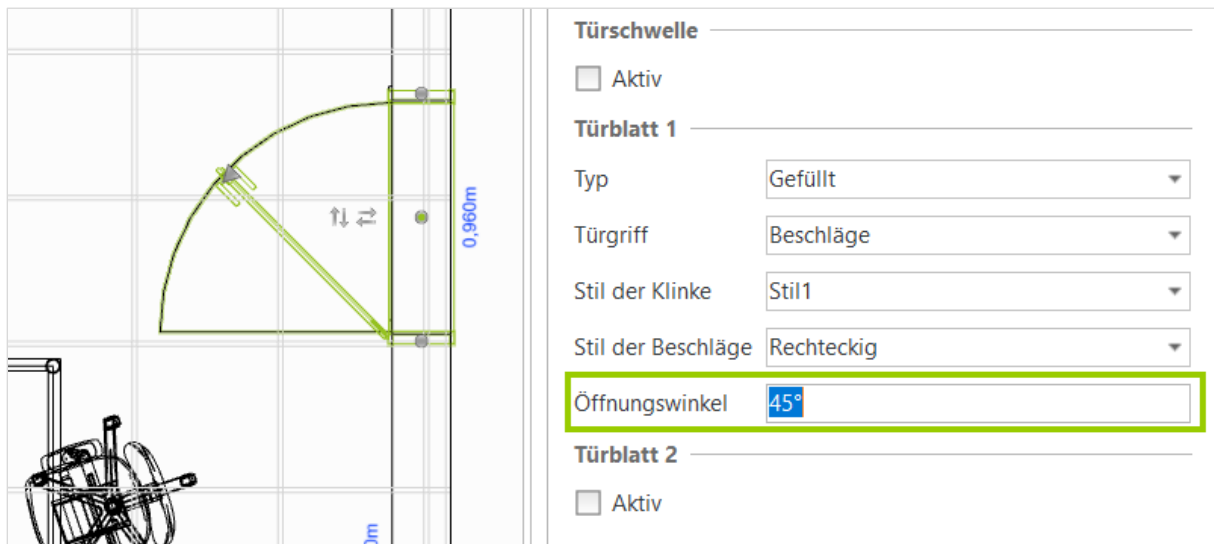 Türschwelle
Aktiv
Türblatt 1
Typ Gefüllt
Türgriff Beschläge
Stil der Klinke Stil1
Stil der Beschläge Rechteckig
Öffnungswinkel 45°
Türblatt 2
Aktiv
0,960m